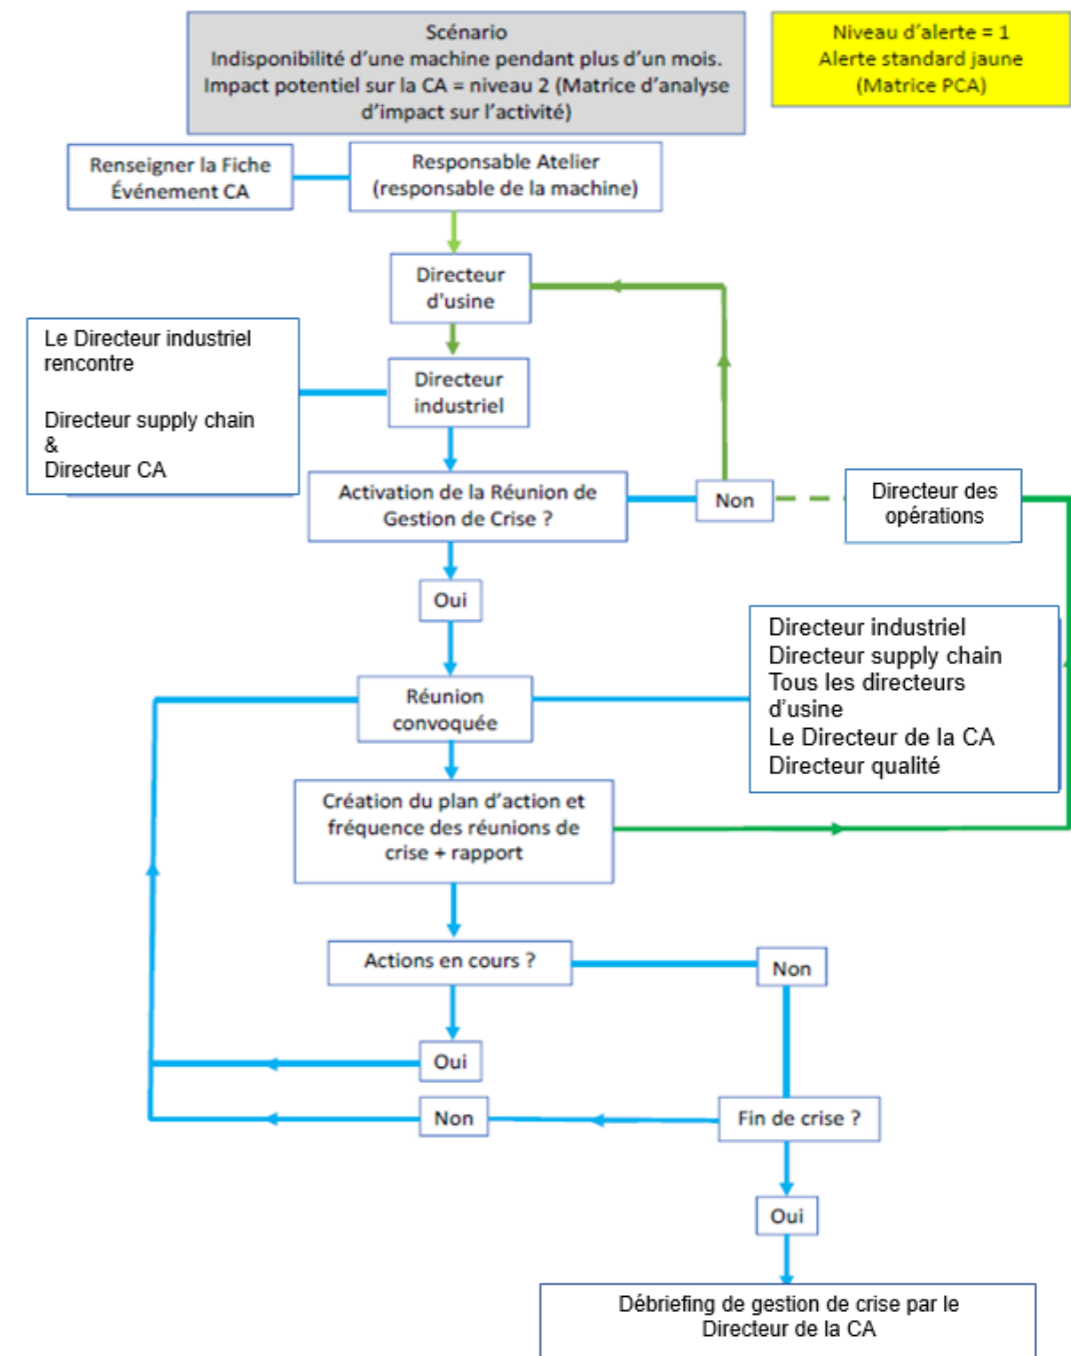 Scénario
Indisponibilité d'une machine pendant plus d'un mois.
Impact potentiel sur la CA = niveau 2 (Matrice d'analyse
d'impact sur l'activité)
Niveau d'alerte = 1
Alerte standard jaune
(Matrice PCA)
Renseigner la Fiche
Événement CA
Responsable Atelier
(responsable de la machine)
Directeur
d'usine
Le Directeur industriel
rencontre
Directeur supply chain
&
Directeur CA
Directeur
industriel
Activation de la Réunion de
Gestion de Crise ?
Non
Directeur des
opérations
Oui
Directeur industriel
Directeur supply chain
Tous les directeurs
d'usine
Le Directeur de la CA
Directeur qualité
Réunion
convoquée
Création du plan d'action et
fréquence des réunions de
crise + rapport
Actions en cours ?
Non
Oui
Non
Fin de crise ?
Oui
Débriefing de gestion de crise par le
Directeur de la CA